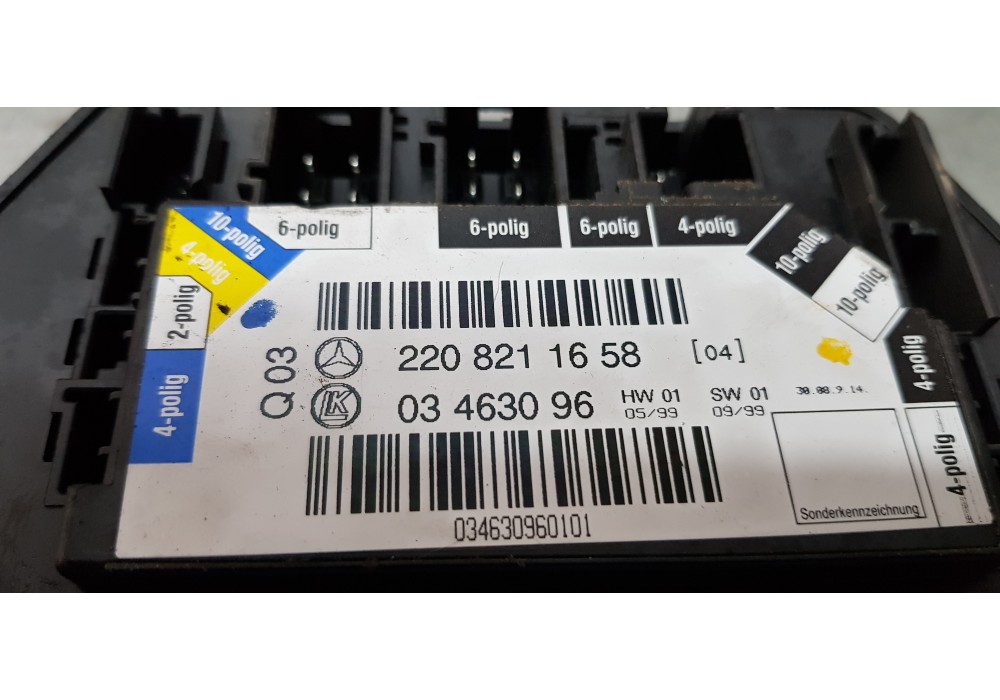 10-polig
4-polig
2-polig
4-polig
6-polig
6-polig
6-polig
4-polig
10-polig
10-polig
4-polig
4-polig
Q 03
220 821 16 58 [04]
LK
03 4630 96
HW 01 SW 01
05/99 09/99
30.08.9.14.
Sonderkennzeichnung
034630960101